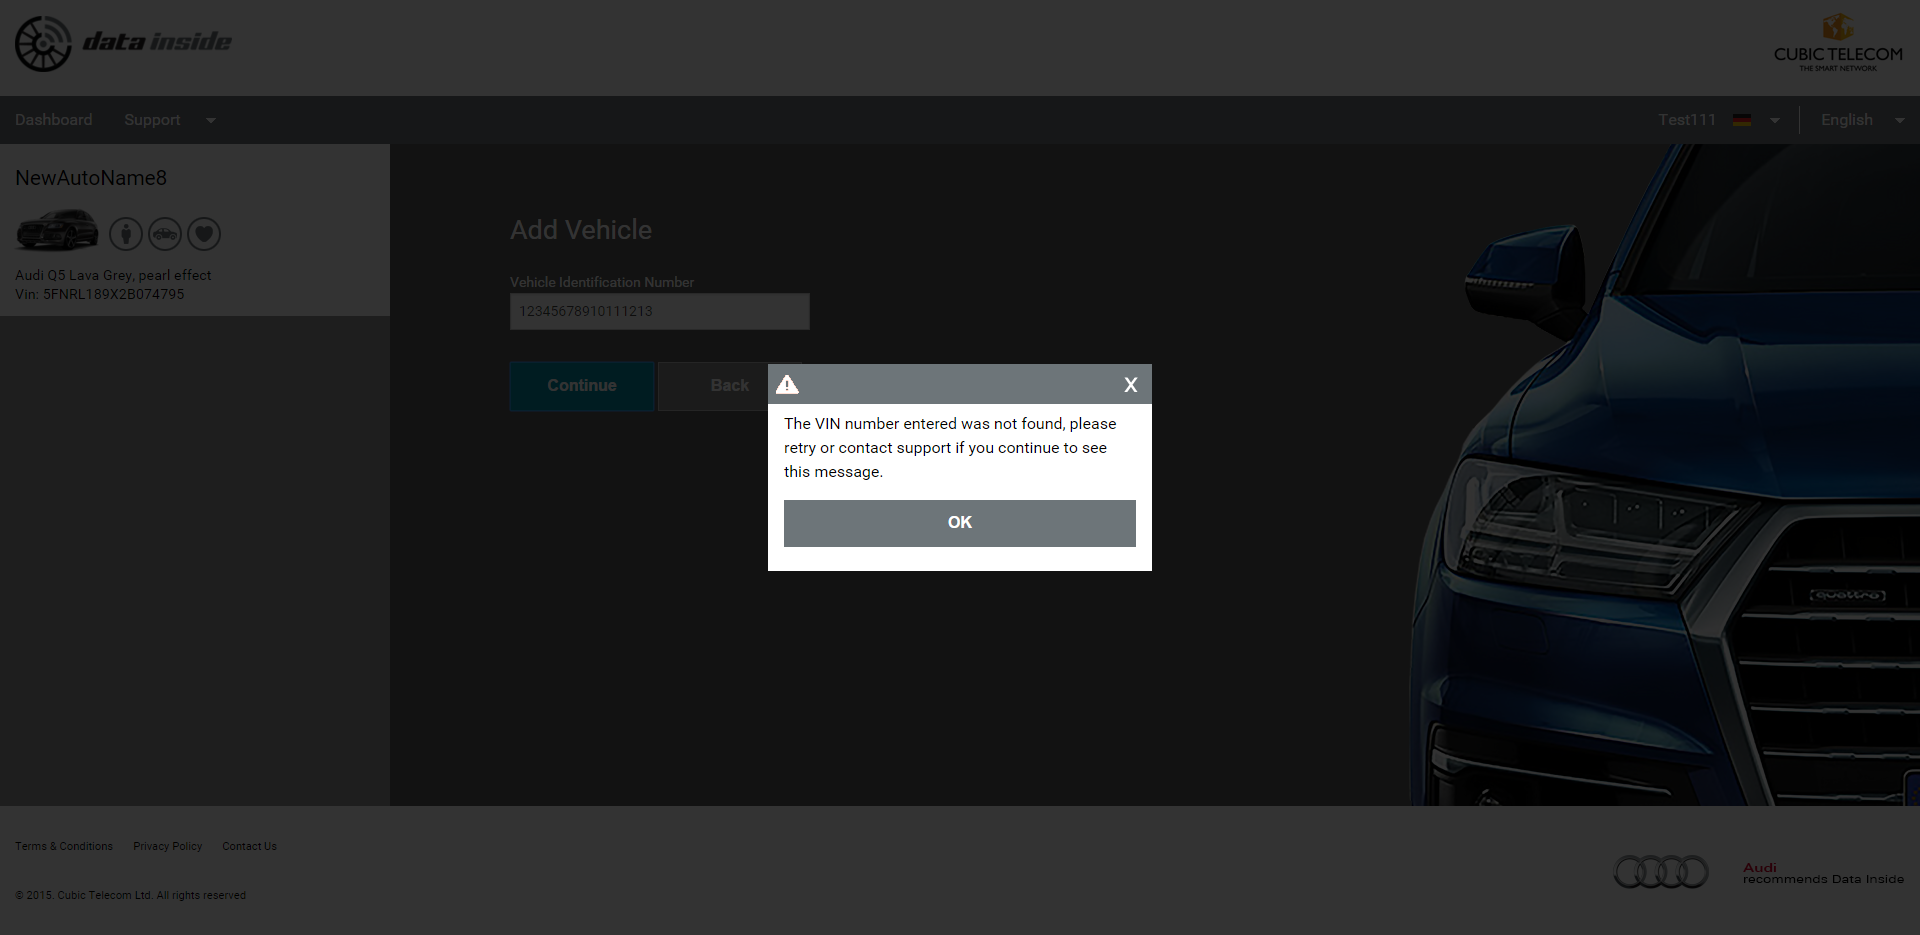 data inside
CUBIC TELECOM
THE SMART NETWORK
Dashboard
Support
Test111
English
NewAutoName8
Audi Q5 Lava Grey, pearl effect
Vin: 5FNRL189X2B074795
Add Vehicle
Vehicle Identification Number
12345678910111213
Continue
Back
X
The VIN number entered was not found, please
retry or contact support if you continue to see
this message.
OK
quattro
Terms & Conditions
Privacy Policy
Contact Us
© 2015. Cubic Telecom Ltd. All rights reserved
Audi
recommends Data Inside